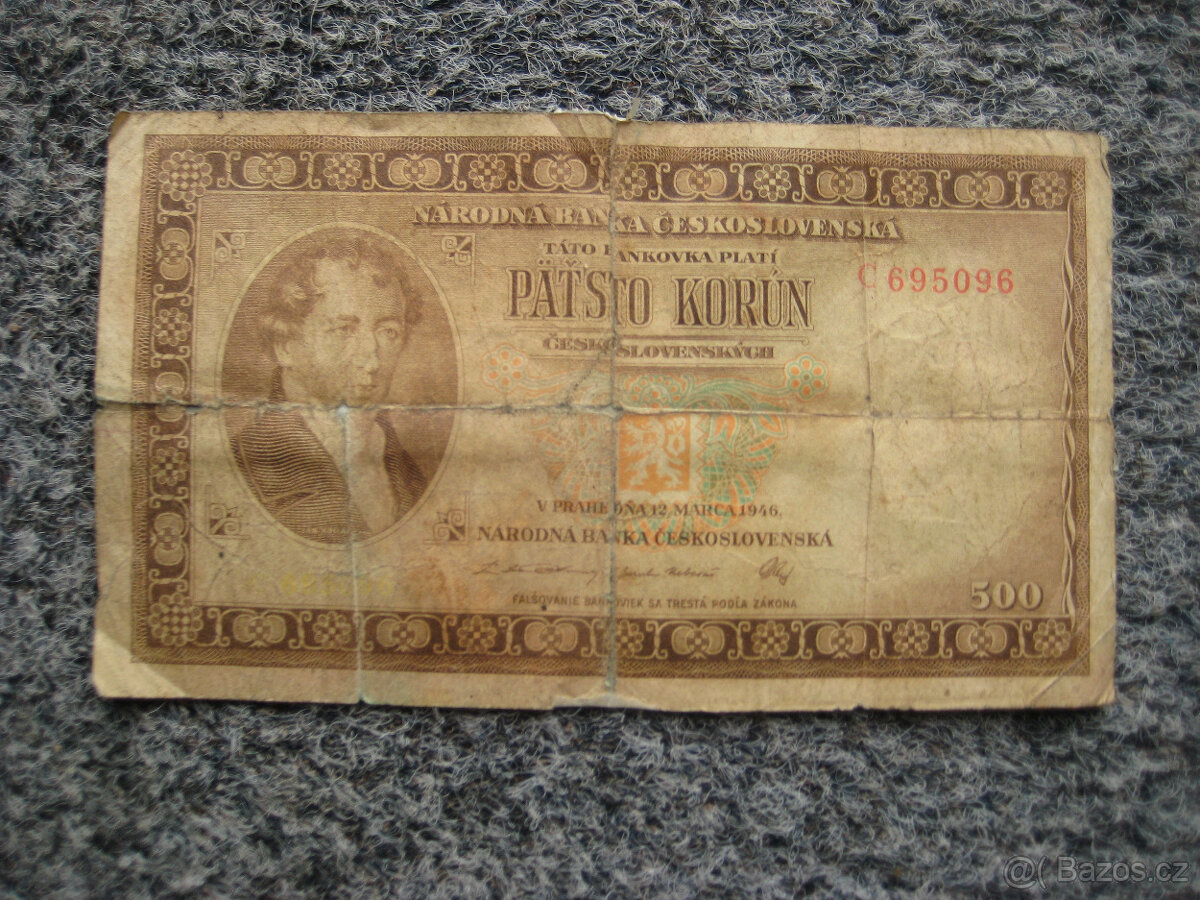 NÁRODNÁ BANKA ČESKOSLOVENSKÁ
TÁTO BANKOVKA PLATÍ
PÄŤSTO KORÚN
C 695096
ČESKOSLOVENSKÝCH
V PRAHE DŇA 12. MARCA 1946.
NÁRODNÁ BANKA ČESKOSLOVENSKÁ
FALŠOVANIE BANKOVIEK SA TRESTÁ PODĽA ZÁKONA
500
@( Bazos.cz